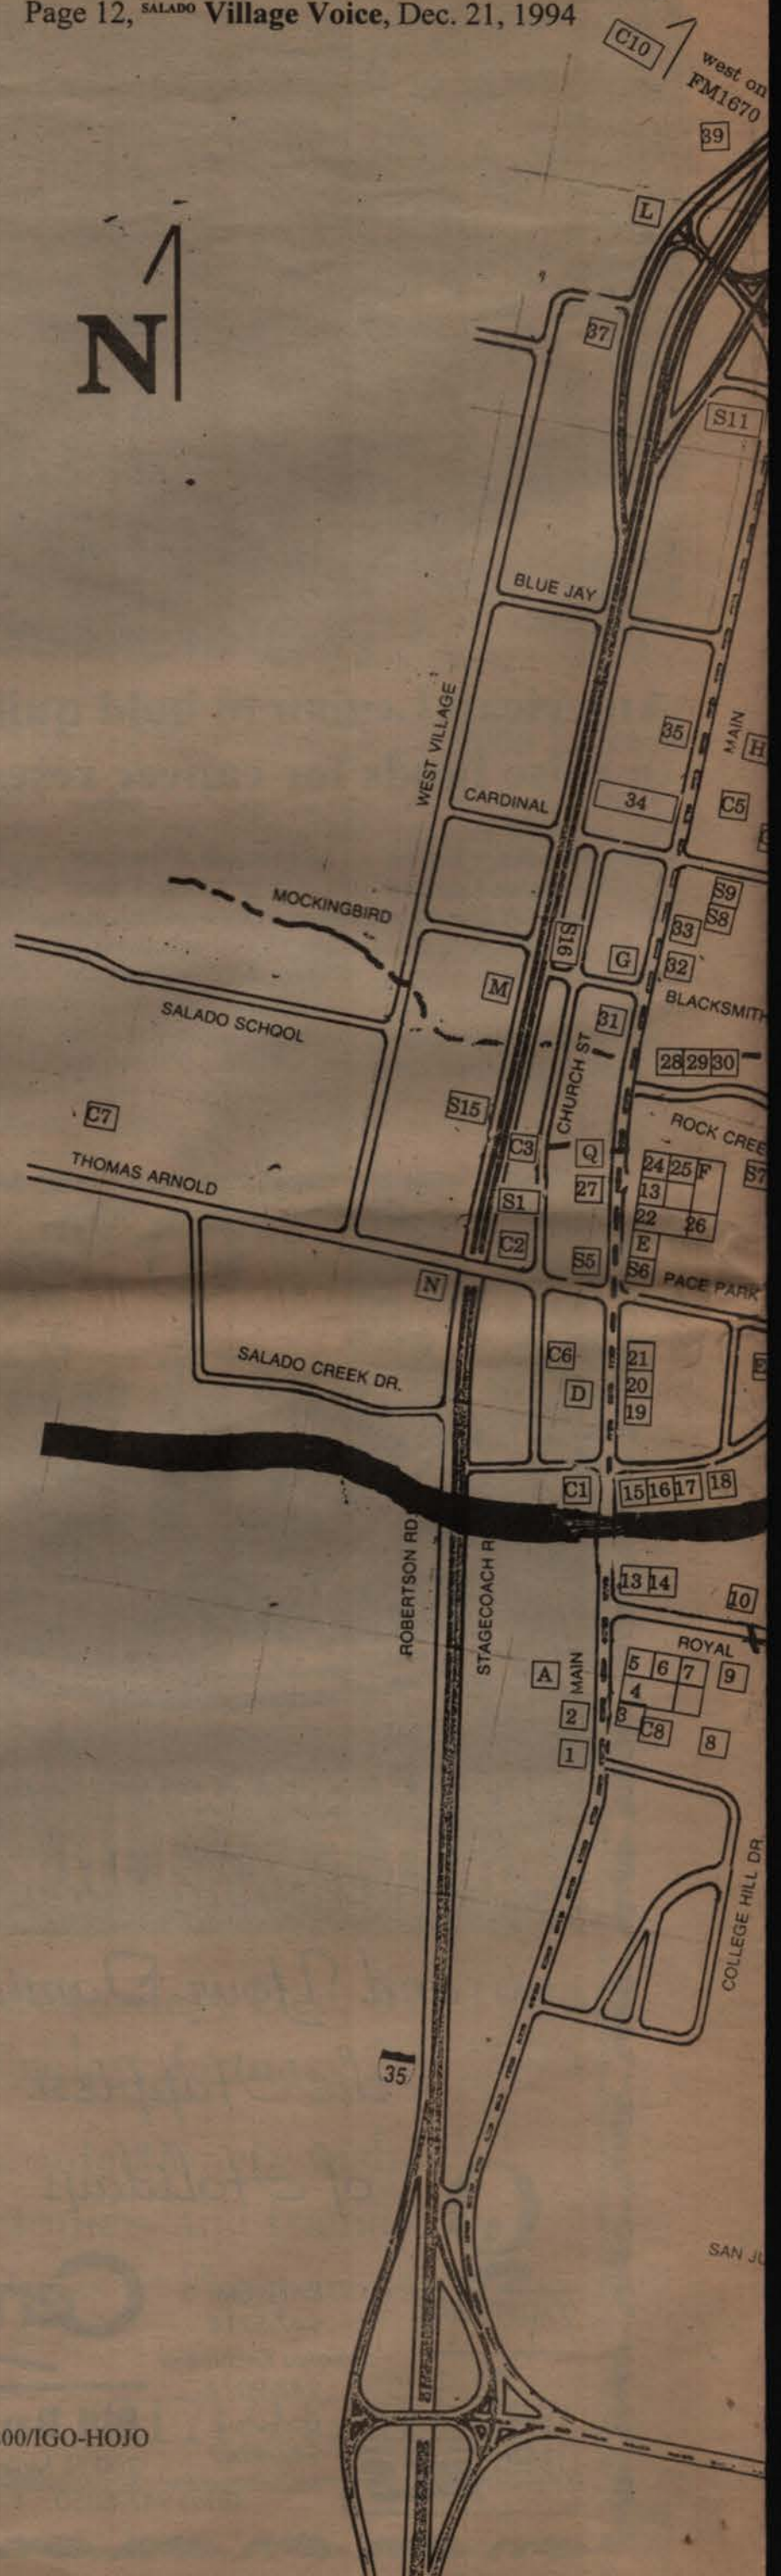 Page 12, SALADO Village Voice, Dec. 21, 1994
C10
west on
FM1670
39
L
N
37
S11
BLUE JAY
WEST VILLAGE
35
MAIN
H
CARDINAL
34
C5
MOCKINGBIRD
S9
S8
33
S16
G
32
M
BLACKSMITH
SALADO SCHOOL
31
CHURCH ST
28 29 30
C7
S15
ROCK CREE
C3
Q
24 25 F
S7
THOMAS ARNOLD
27
13
S1
22 26
C2
E
S5
S6
PACE PARK
N
SALADO CREEK DR.
C6
21
D
20
19
C1
15 16 17 18
ROBERTSON RD.
STAGECOACH R
13 14
10
ROYAL
A
MAIN
5 6 7
9
4
2
3
C8
8
1
COLLEGE HILL DR
35
SAN JU
00/IGO-HOJO